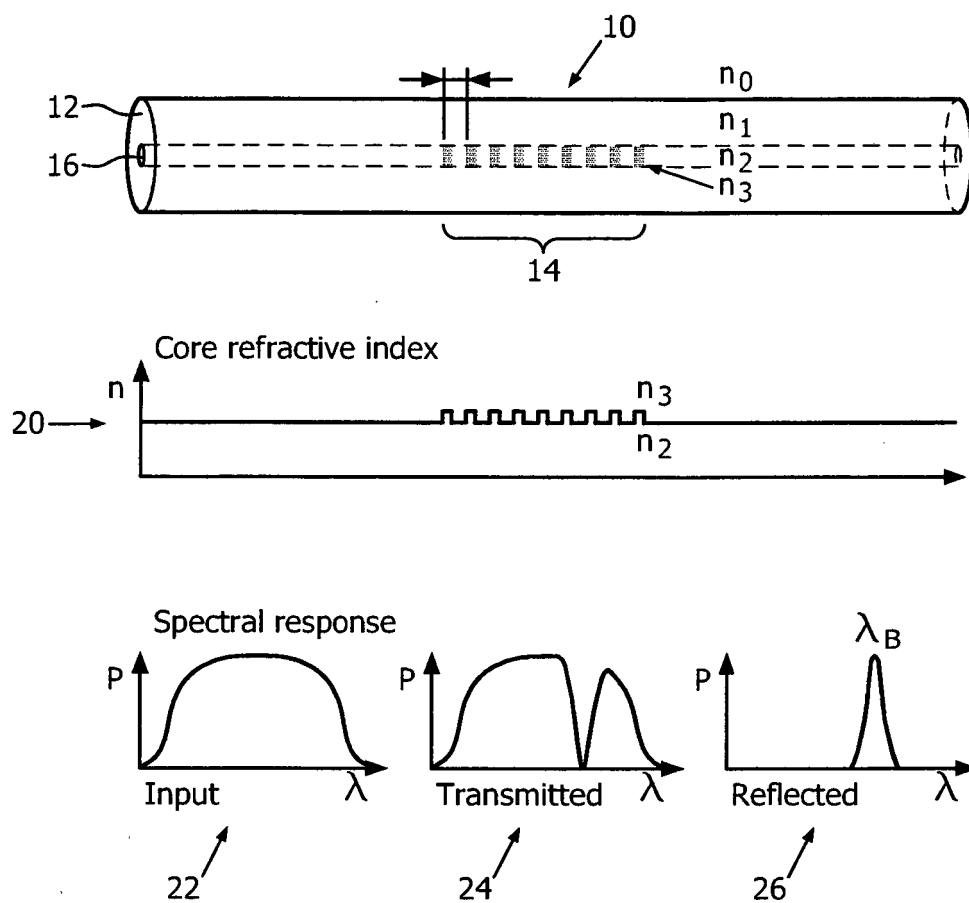 10
n0
12
n1
16
n2
n3
14
Core refractive index
n
n3
20
n2
Spectral response
λB
P
P
P
Input
λ
Transmitted
λ
Reflected
λ
22
24
26